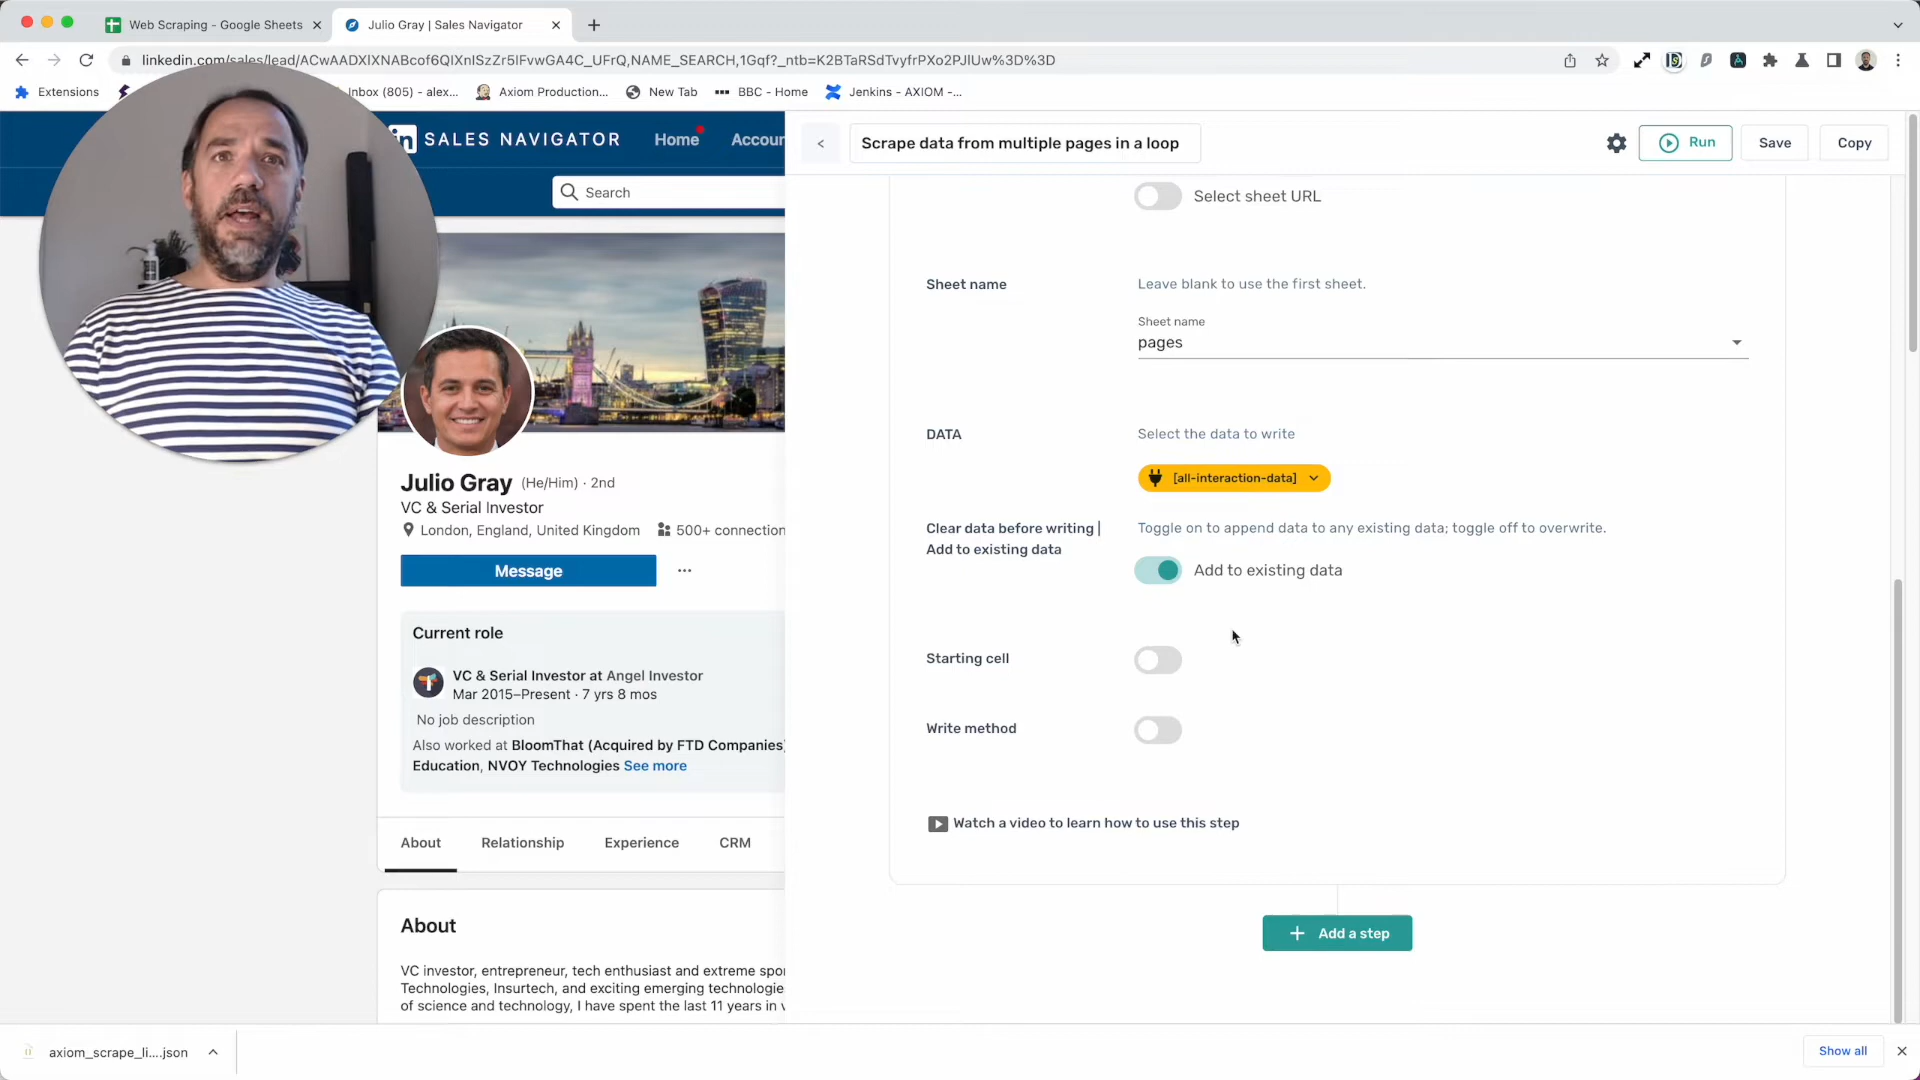 Web Scraping - Google Sheets
Julio Gray | Sales Navigator
linkedin.com/sales/lead/ACwAADXIXNABcof6QIXnISzZr5IFvwGA4C_UFrQ,NAME_SEARCH,1Gqf?_ntb=K2BTaRSdTvyfrPXo2PJlUw%3D%3D
Extensions
Inbox (805) - alex...
Axiom Production...
New Tab
BBC - Home
Jenkins - AXIOM -...
in SALES NAVIGATOR
Home
Accoun
Search
Julio Gray (He/Him) · 2nd
VC & Serial Investor
London, England, United Kingdom
500+ connection
Message
Current role
VC & Serial Investor at Angel Investor
Mar 2015–Present · 7 yrs 8 mos
No job description
Also worked at BloomThat (Acquired by FTD Companies)
Education, NVOY Technologies See more
About
Relationship
Experience
CRM
About
VC investor, entrepreneur, tech enthusiast and extreme spo
Technologies, Insurtech, and exciting emerging technologie
of science and technology, I have spent the last 11 years in v
<
Scrape data from multiple pages in a loop
Run
Save
Copy
Select sheet URL
Sheet name
Leave blank to use the first sheet.
Sheet name
pages
DATA
Select the data to write
[all-interaction-data]
Clear data before writing |
Add to existing data
Toggle on to append data to any existing data; toggle off to overwrite.
Add to existing data
Starting cell
Write method
Watch a video to learn how to use this step
+ Add a step
axiom_scrape_li....json
Show all